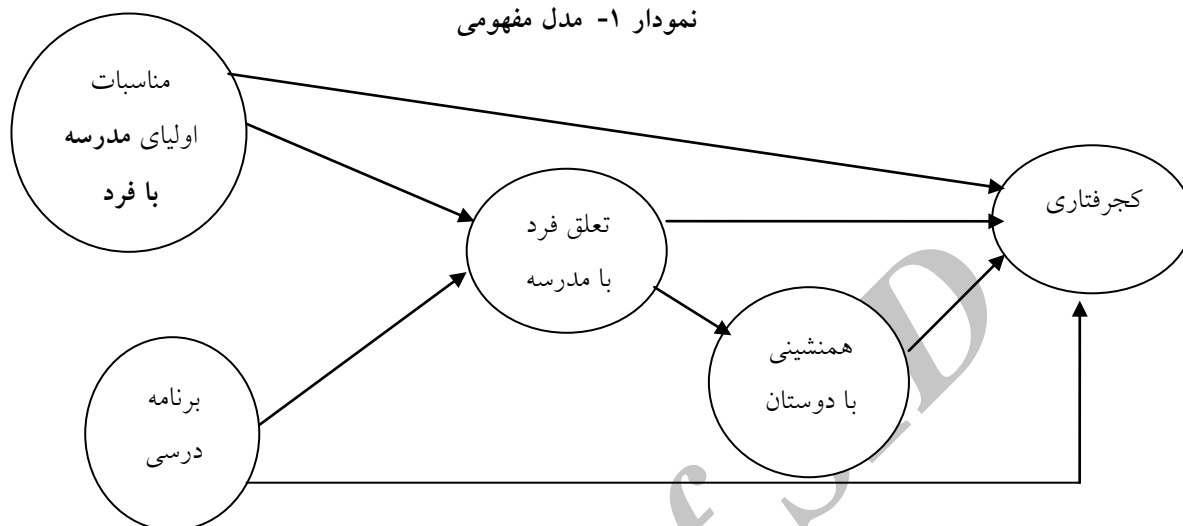 نمودار ۱- مدل مفهومی
مناسبات
اولیای مدرسه
با فرد
کجرفتاری
تعلق فرد
با مدرسه
همنشینی
با دوستان
برنامه
درسی
f SID